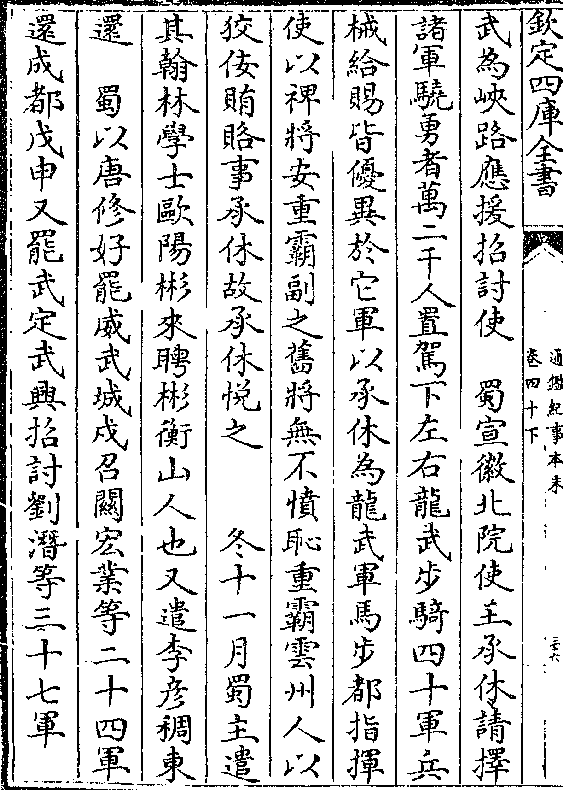 欽定四庫全書
通鑑紀事本末
卷四十下
三十六
武為峽路應援招討使　蜀宣徽北院使王承休請擇
諸軍驍勇者萬二千人置駕下左右龍武步騎四十軍兵
械給賜皆優異於它軍以承休為龍武軍馬步都指揮
使以裨將安重霸副之舊將無不憤恥重霸雲州人以
狡佞賄賂事承休故承休悅之　冬十一月蜀主遣
其翰林學士歐陽彬來聘彬衡山人也又遣李彥稠東
還　蜀以唐修好罷威武城戍召關宏業等二十四軍
還成都戊申又罷武定武興招討劉潛等三十七軍